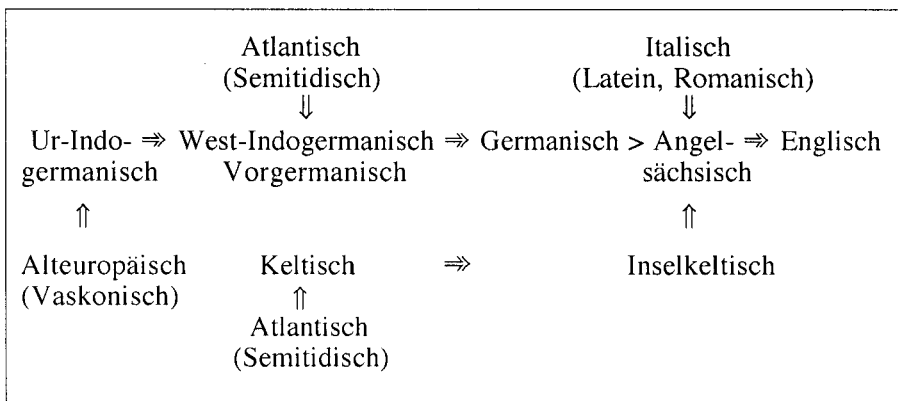 Atlantisch Italisch
(Semitidisch) (Latein, Romanisch)
⇓ ⇓
Ur-Indo- ⇒ West-Indogermanisch ⇒ Germanisch > Angel- ⇒ Englisch
germanisch Vorgermanisch sächsisch
⇑ ⇑
Alteuropäisch Keltisch ⇒ Inselkeltisch
(Vaskonisch) ⇑
Atlantisch
(Semitidisch)